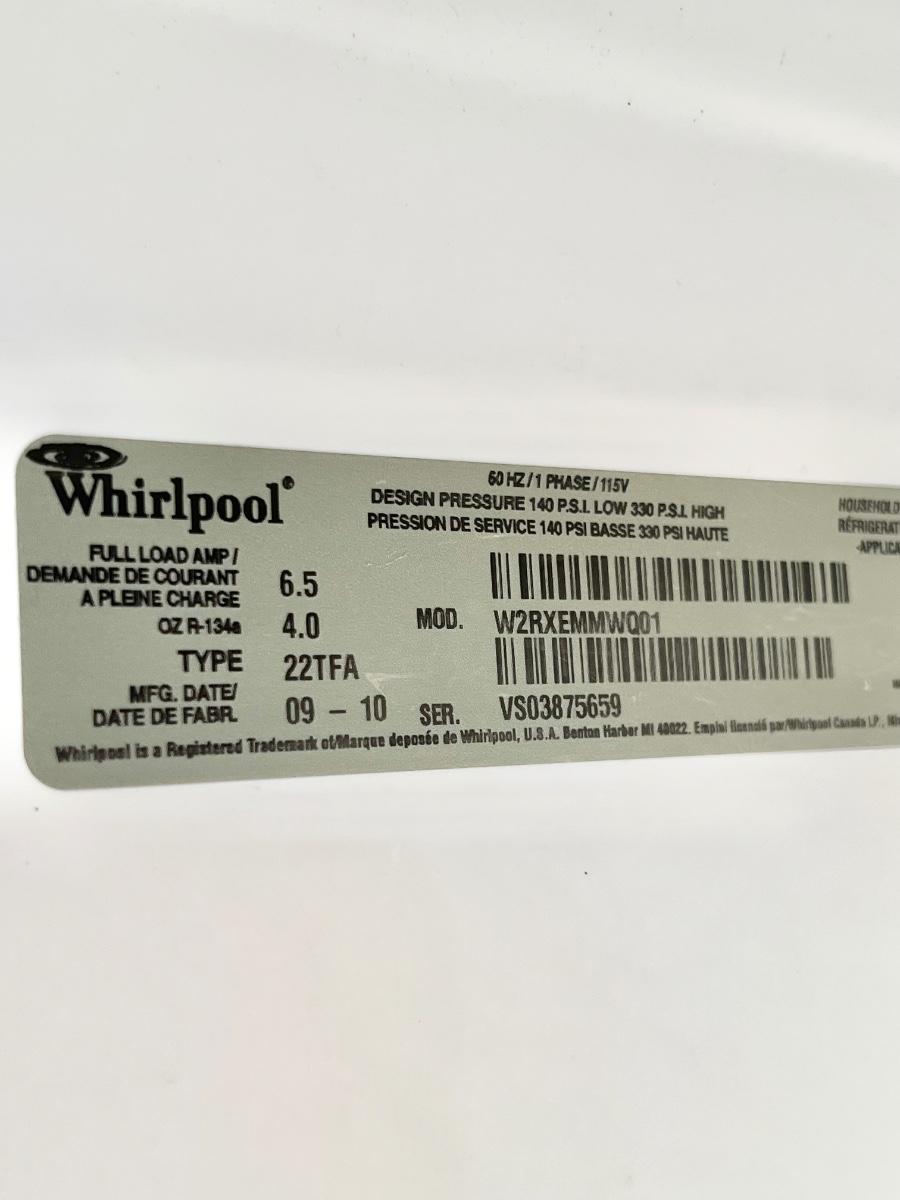 Whirlpool®
60 HZ / 1 PHASE / 115V
DESIGN PRESSURE 140 P.S.I. LOW 330 P.S.I. HIGH
PRESSION DE SERVICE 140 PSI BASSE 330 PSI HAUTE
HOUSEHOLD
RÉFRIGERAT
-APPLICA
FULL LOAD AMP /
DEMANDE DE COURANT
A PLEINE CHARGE 6.5
OZ R-134a 4.0
MOD. W2RXEMMWQ01
TYPE 22TFA
MFG. DATE/
DATE DE FABR. 09 – 10
SER. VS03875659
Whirlpool is a Registered Trademark of/Marque deposée de Whirlpool, U.S.A. Benton Harbor MI 49022. Emploi licencié par/Whirlpool Canada LP.,